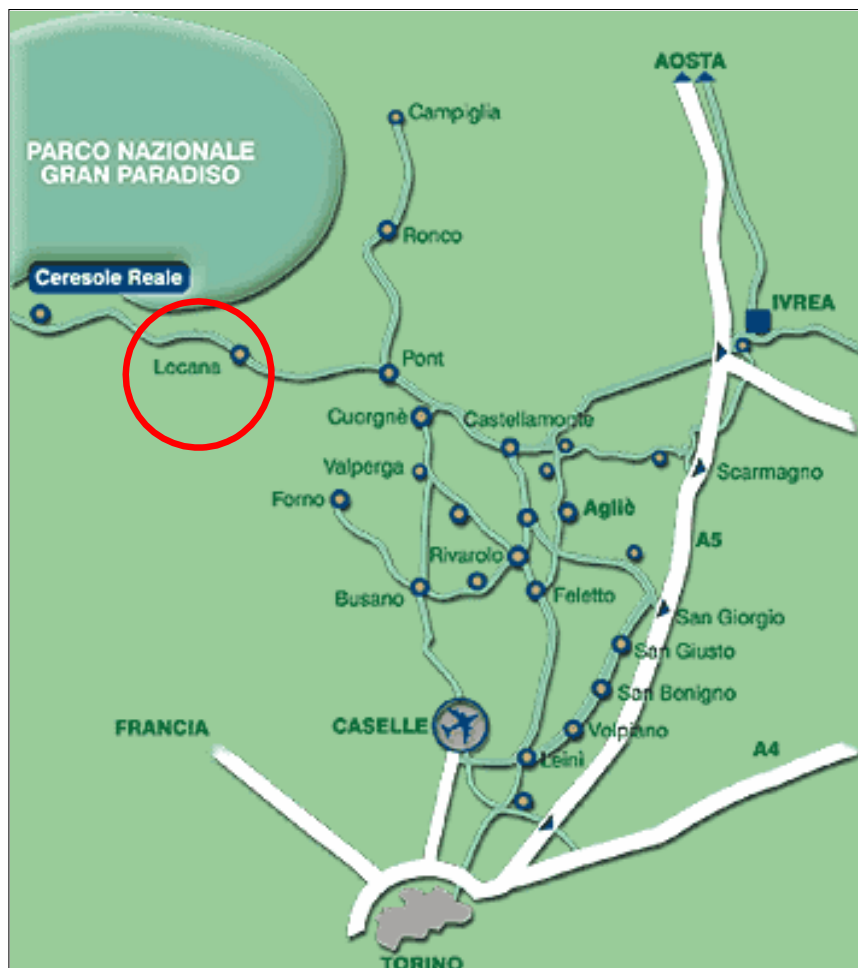 AOSTA
Campiglia
PARCO NAZIONALE
GRAN PARADISO
Ronco
Ceresole Reale
IVREA
Locana
Pont
Cuorgnè
Castellamonte
Valperga
Scarmagno
Forno
Agliè
A5
Rivarolo
Busano
Feletto
San Giorgio
San Giusto
San Benigno
FRANCIA
CASELLE
Volpiano
A4
Leinì
TORINO